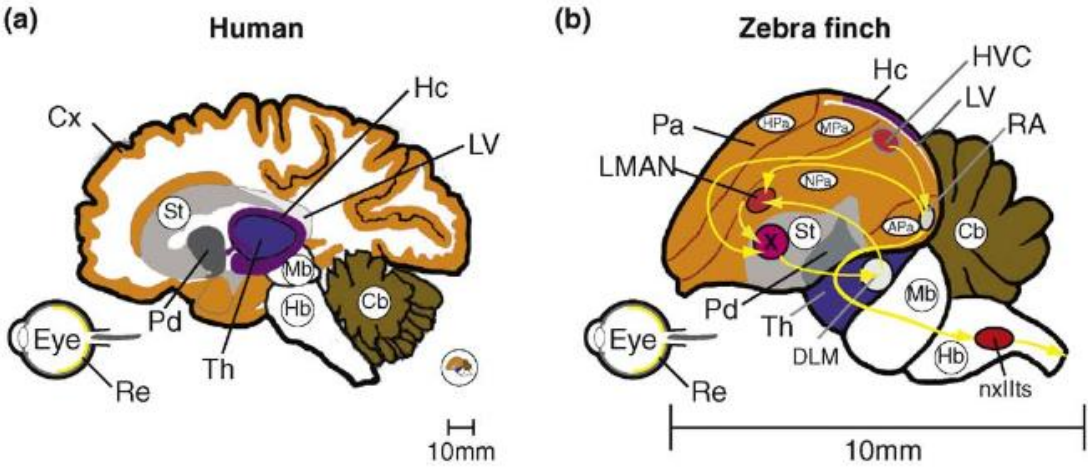 (a)
Human
Cx
Hc
LV
St
Mb
Hb
Cb
Pd
Th
Eye
Re
10mm
(b)
Zebra finch
HVC
Hc
LV
RA
Pa
HPa
MPa
LMAN
NPa
APa
St
X
Cb
Pd
Th
Mb
DLM
Hb
nxIIts
Eye
Re
10mm